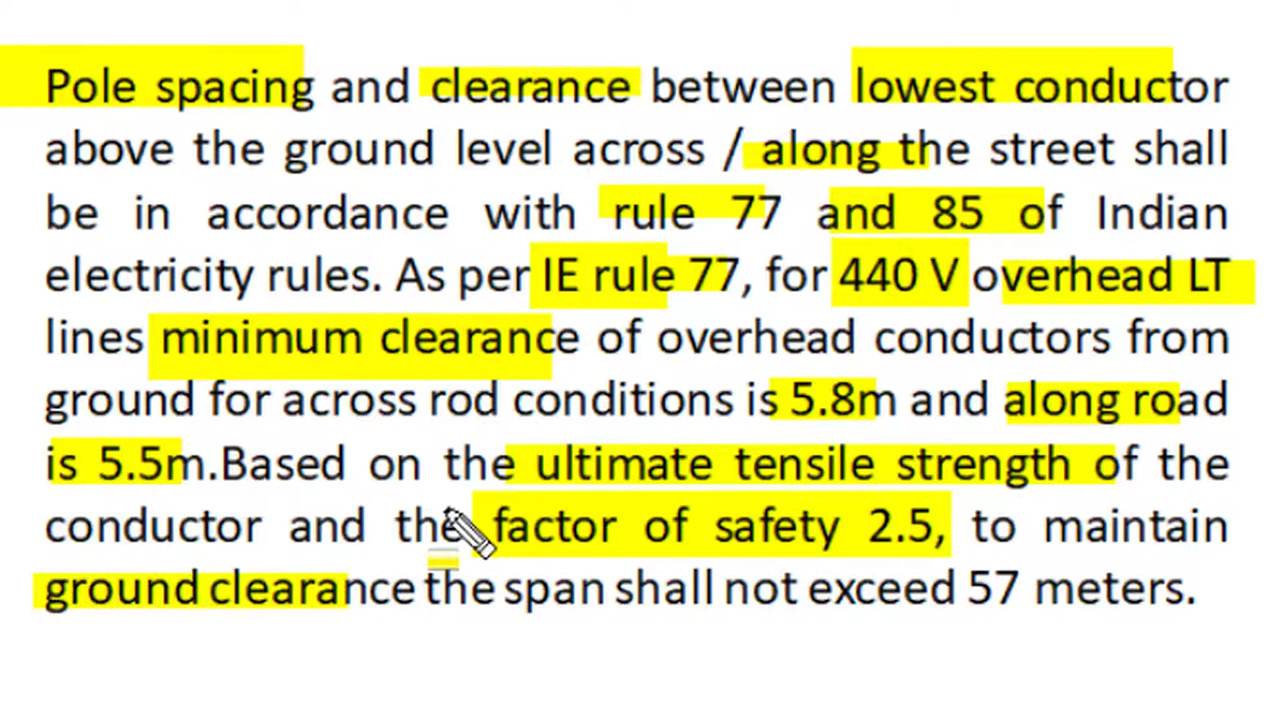 Pole spacing and clearance between lowest conductor
above the ground level across / along the street shall
be in accordance with rule 77 and 85 of Indian
electricity rules. As per IE rule 77, for 440 V overhead LT
lines minimum clearance of overhead conductors from
ground for across rod conditions is 5.8m and along road
is 5.5m.Based on the ultimate tensile strength of the
conductor and the factor of safety 2.5, to maintain
ground clearance the span shall not exceed 57 meters.